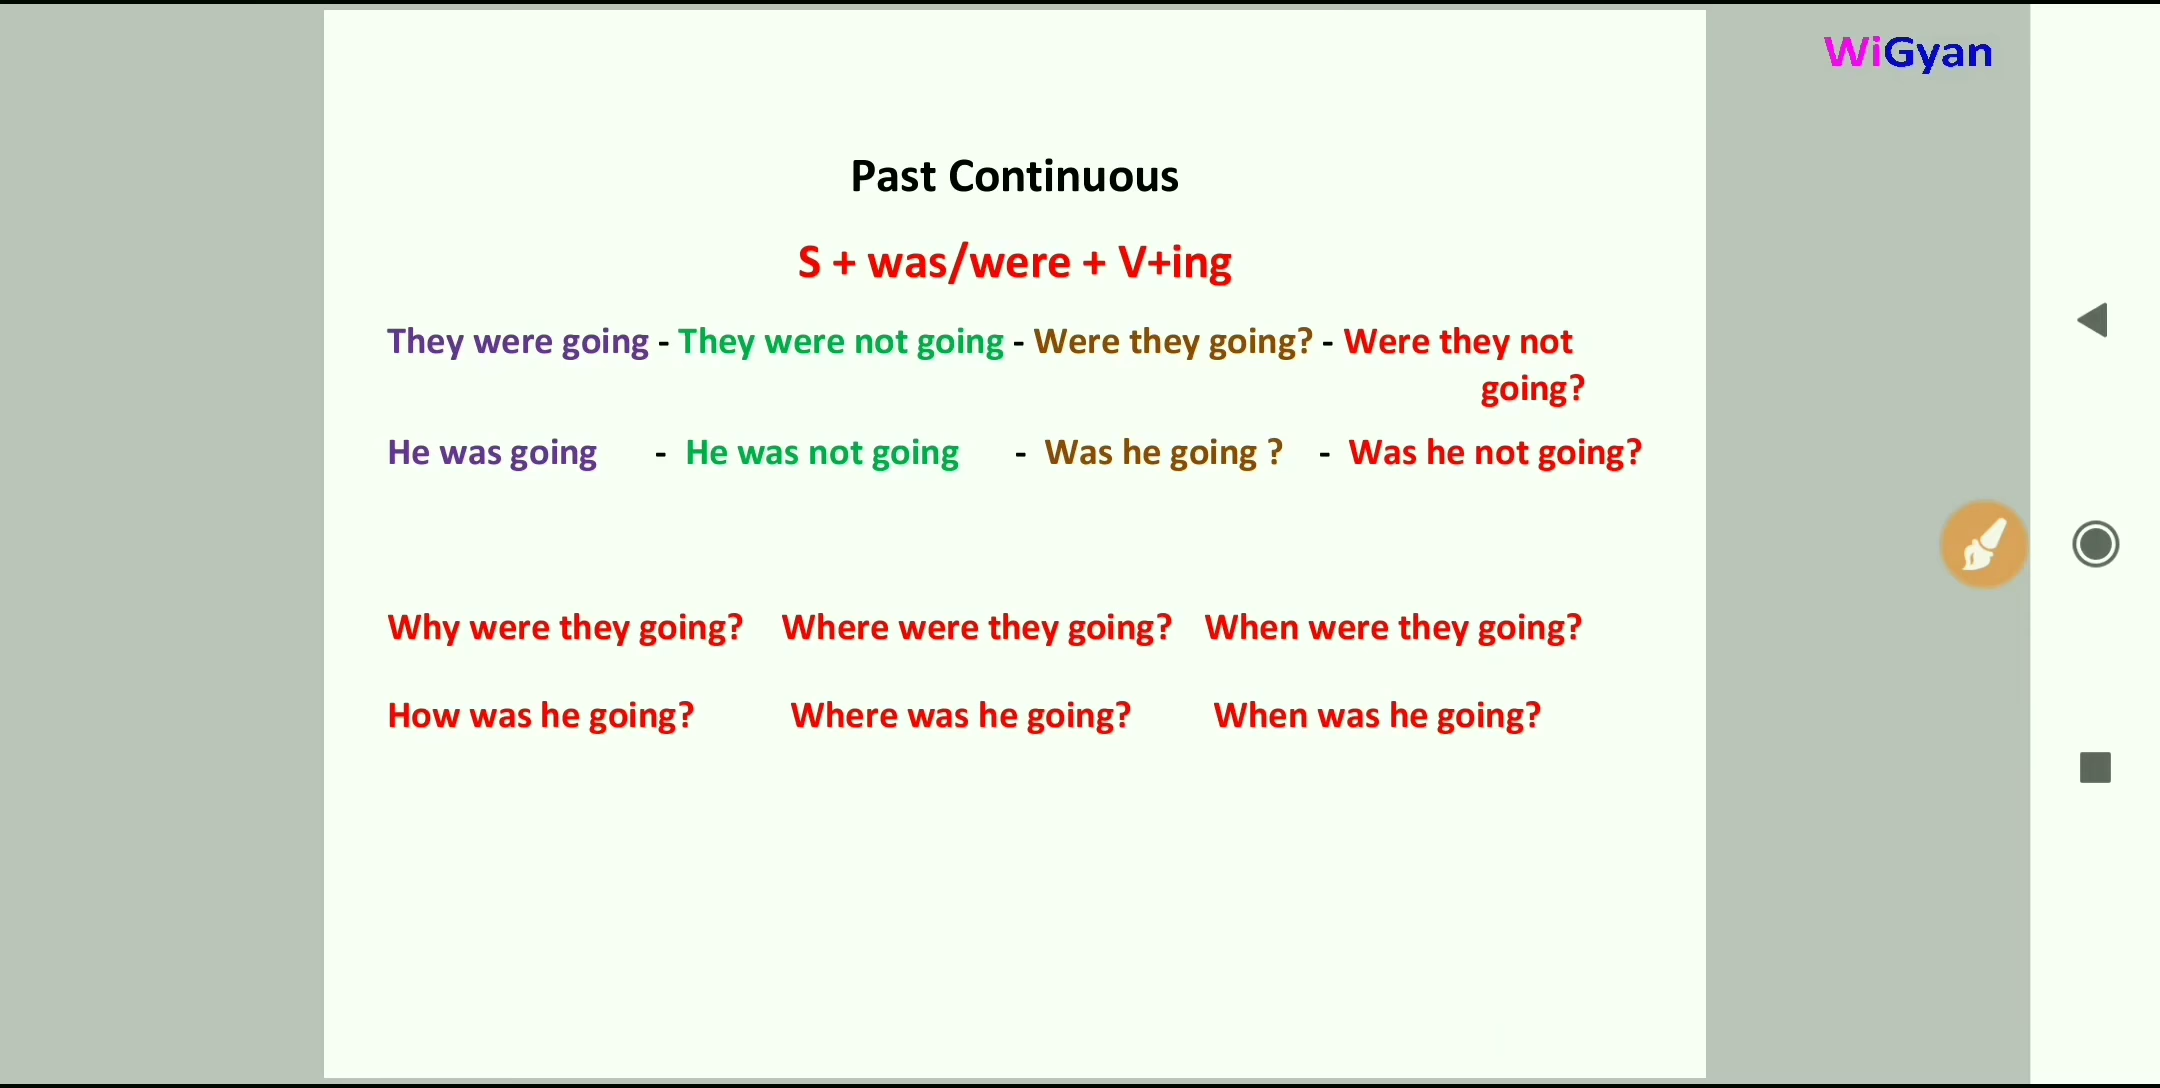 WiGyan
Past Continuous
S + was/were + V+ing
They were going - They were not going - Were they going? - Were they not
going?
He was going - He was not going - Was he going ? - Was he not going?
Why were they going? Where were they going? When were they going?
How was he going? Where was he going? When was he going?